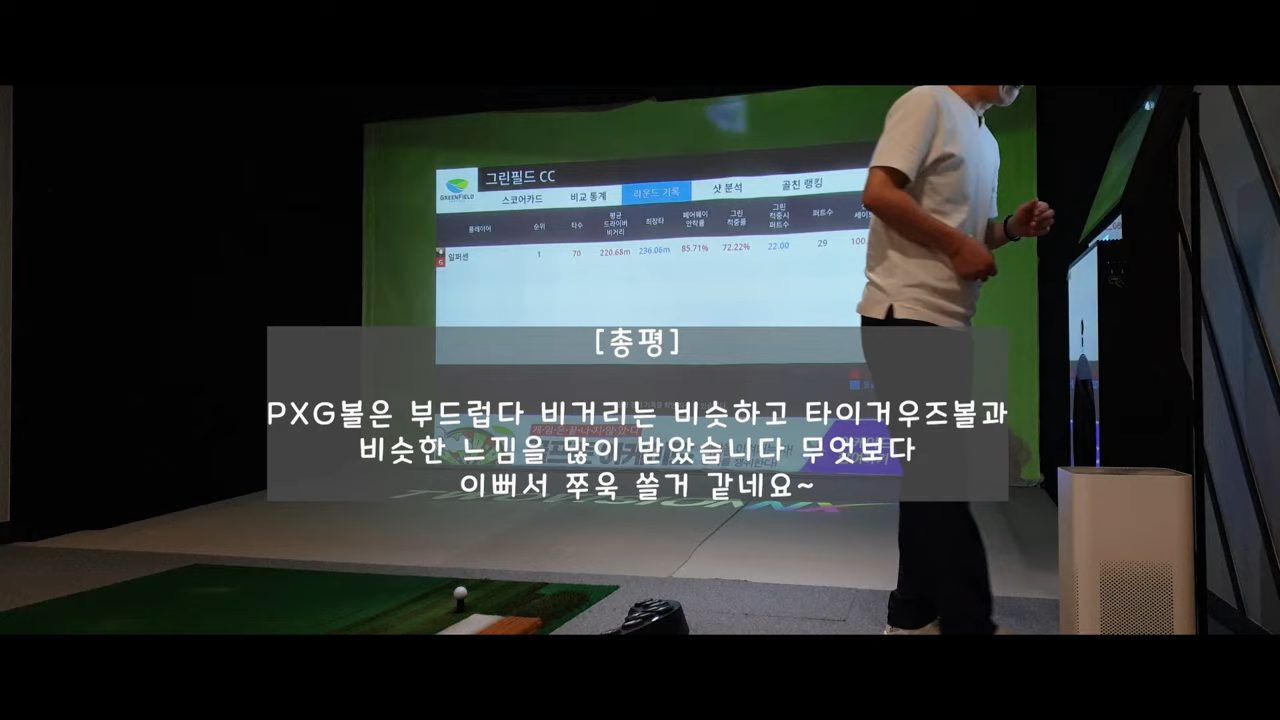 그린필드 CC
GREENFIELD
스코어카드 비교 통계 라운드 기록 샷 분석 골친 랭킹
플레이어 순위 타수 평균 드라이버 비거리 최장타 페어웨이 안착률 그린 적중율 그린 적중시 퍼트수 퍼트수
G 일퍼센 1 70 220.68m 236.06m 85.71% 72.22% 22.00 29 100.
[총평]
PXG볼은 부드럽다 비거리는 비슷하고 타이거우즈볼과
비슷한 느낌을 많이 받았습니다 무엇보다
이뻐서 쭈욱 쓸거 같네요~